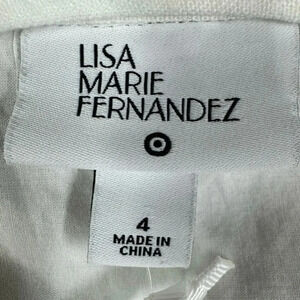 LISA
MARIE
FERNANDEZ
4
MADE IN
CHINA